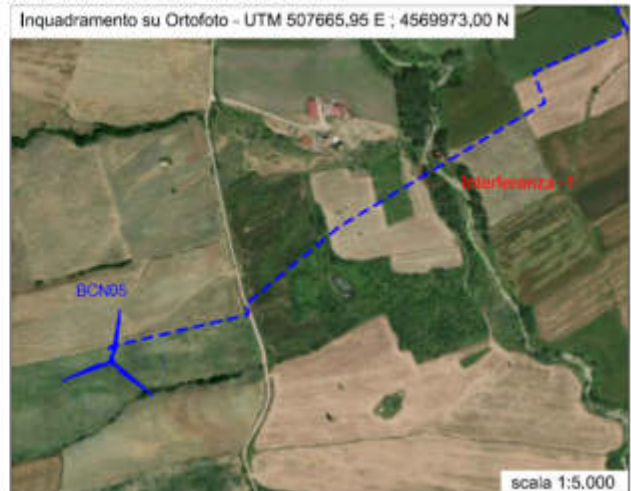 Inquadramento su Ortofoto - UTM 507665,95 E ; 4569973,00 N
Interferenza -1
BCN05
scala 1:5.000